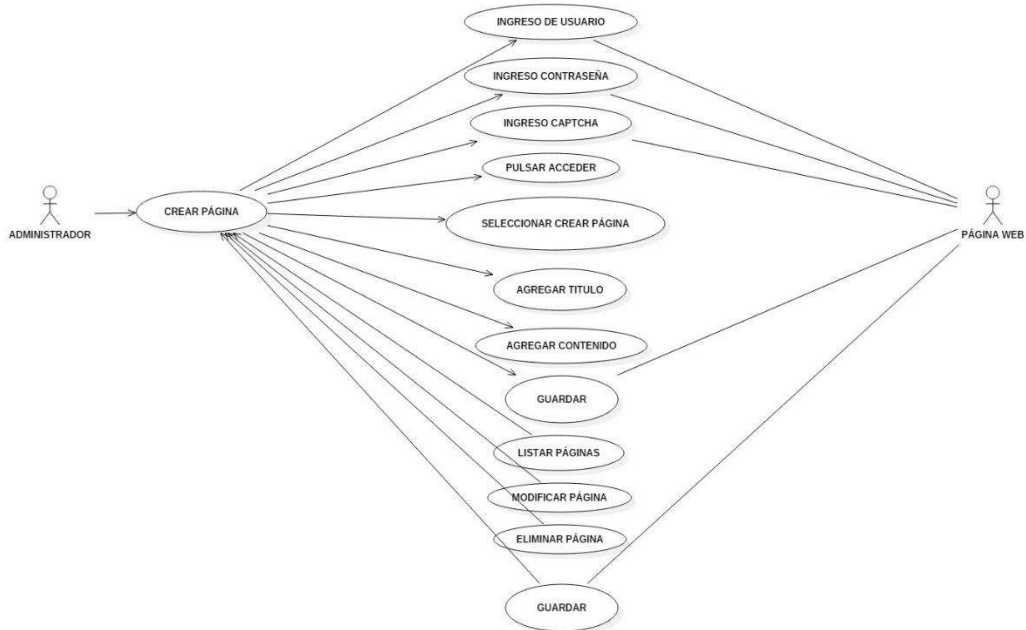 INGRESO DE USUARIO
INGRESO CONTRASEÑA
INGRESO CAPTCHA
PULSAR ACCEDER
CREAR PÁGINA
ADMINISTRADOR
SELECCIONAR CREAR PÁGINA
PÁGINA WEB
AGREGAR TITULO
AGREGAR CONTENIDO
GUARDAR
LISTAR PÁGINAS
MODIFICAR PÁGINA
ELIMINAR PÁGINA
GUARDAR